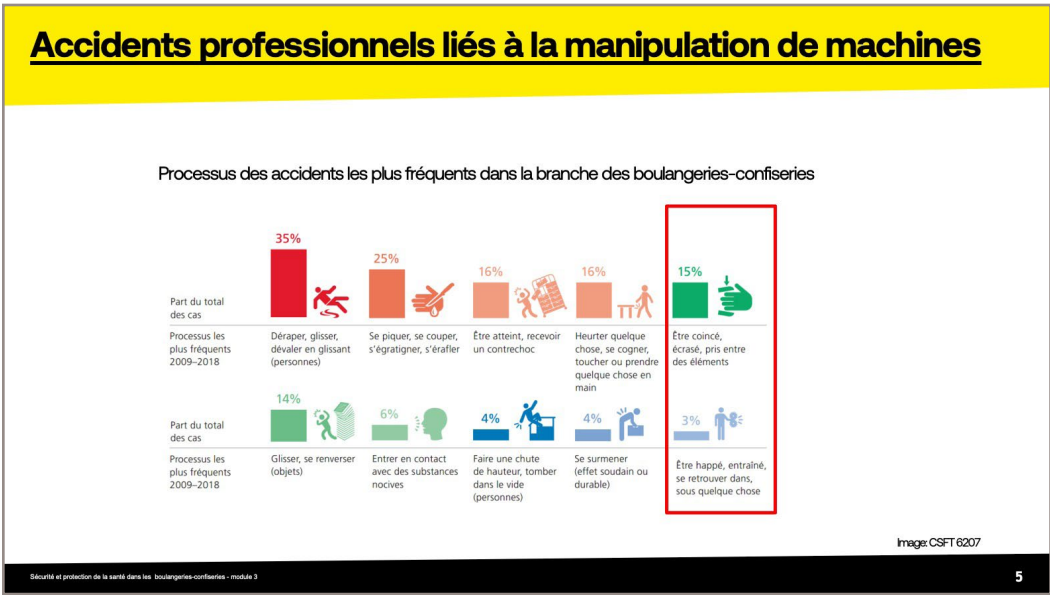 Accidents professionnels liés à la manipulation de machines
Processus des accidents les plus fréquents dans la branche des boulangeries-confiseries
35%
25%
16%
16%
15%
Part du total
des cas
Processus les
plus fréquents
2009–2018
Déraper, glisser,
dévaler en glissant
(personnes)
Se piquer, se couper,
s'égratigner, s'érafler
Être atteint, recevoir
un contrechoc
Heurter quelque
chose, se cogner,
toucher ou prendre
quelque chose en
main
Être coincé,
écrasé, pris entre
des éléments
14%
6%
4%
4%
3%
Part du total
des cas
Processus les
plus fréquents
2009–2018
Glisser, se renverser
(objets)
Entrer en contact
avec des substances
nocives
Faire une chute
de hauteur, tomber
dans le vide
(personnes)
Se surmener
(effet soudain ou
durable)
Être happé, entraîné,
se retrouver dans,
sous quelque chose
Image: CSFT 6207
Sécurité et protection de la santé dans les boulangeries-confiseries - module 3
5